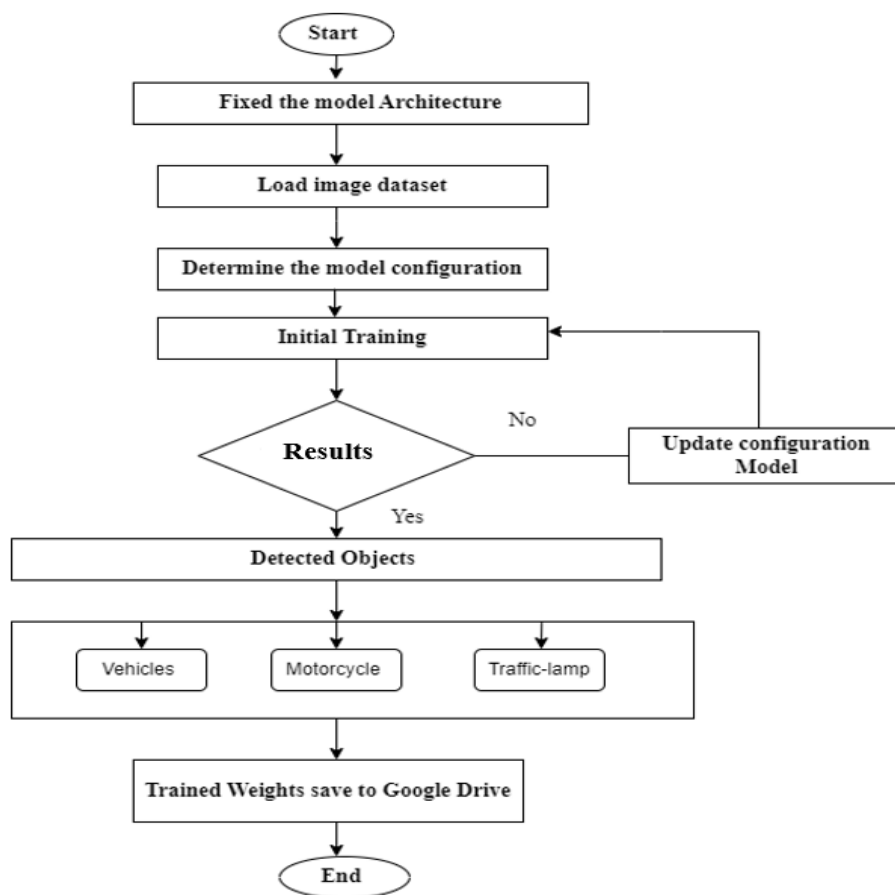 Start
Fixed the model Architecture
Load image dataset
Determine the model configuration
Initial Training
No
Results
Update configuration
Model
Yes
Detected Objects
Vehicles
Motorcycle
Traffic-lamp
Trained Weights save to Google Drive
End